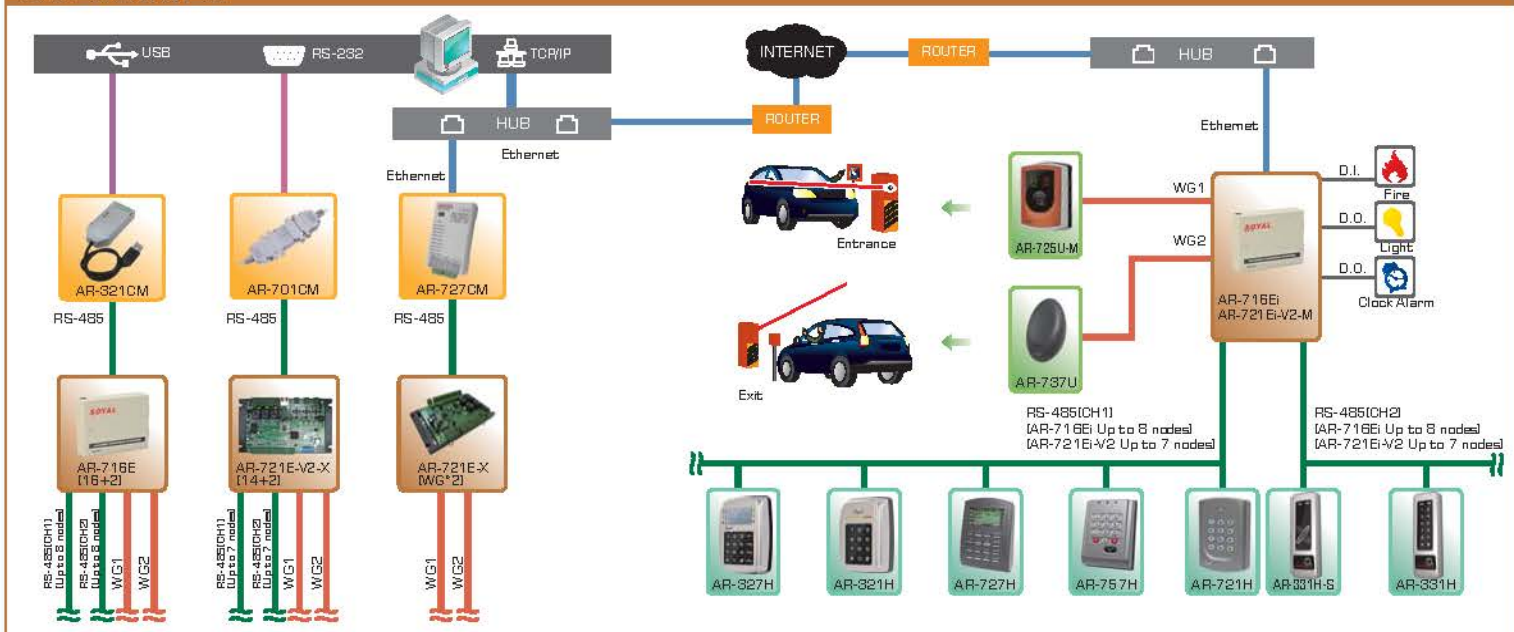 USB
RS-232
TCP/IP
INTERNET
ROUTER
HUB
HUB
ROUTER
Ethernet
Ethernet
Ethernet
AR-321CM
AR-701CM
AR-727CM
RS-485
RS-485
RS-485
SOYAL
AR-716E
(16+2)
AR-721E-V2-X
(14+2)
AR-721E-X
(WG*2)
RS-485(CH1)
(Up to 8 nodes)
RS-485(CH2)
(Up to 8 nodes)
WG1
WG2
RS-485(CH1)
(Up to 7 nodes)
RS-485(CH2)
(Up to 7 nodes)
WG1
WG2
WG1
WG2
Entrance
AR-725U-M
WG1
Exit
AR-737U
WG2
SOYAL
AR-716Ei
AR-721Ei-V2-M
D.I.
Fire
D.O.
Light
D.O.
Clock Alarm
RS-485(CH1)
(AR-716Ei Up to 8 nodes)
(AR-721Ei-V2 Up to 7 nodes)
RS-485(CH2)
(AR-716Ei Up to 8 nodes)
(AR-721Ei-V2 Up to 7 nodes)
AR-327H
AR-321H
AR-727H
AR-757H
AR-721H
AR-331H-S
AR-331H